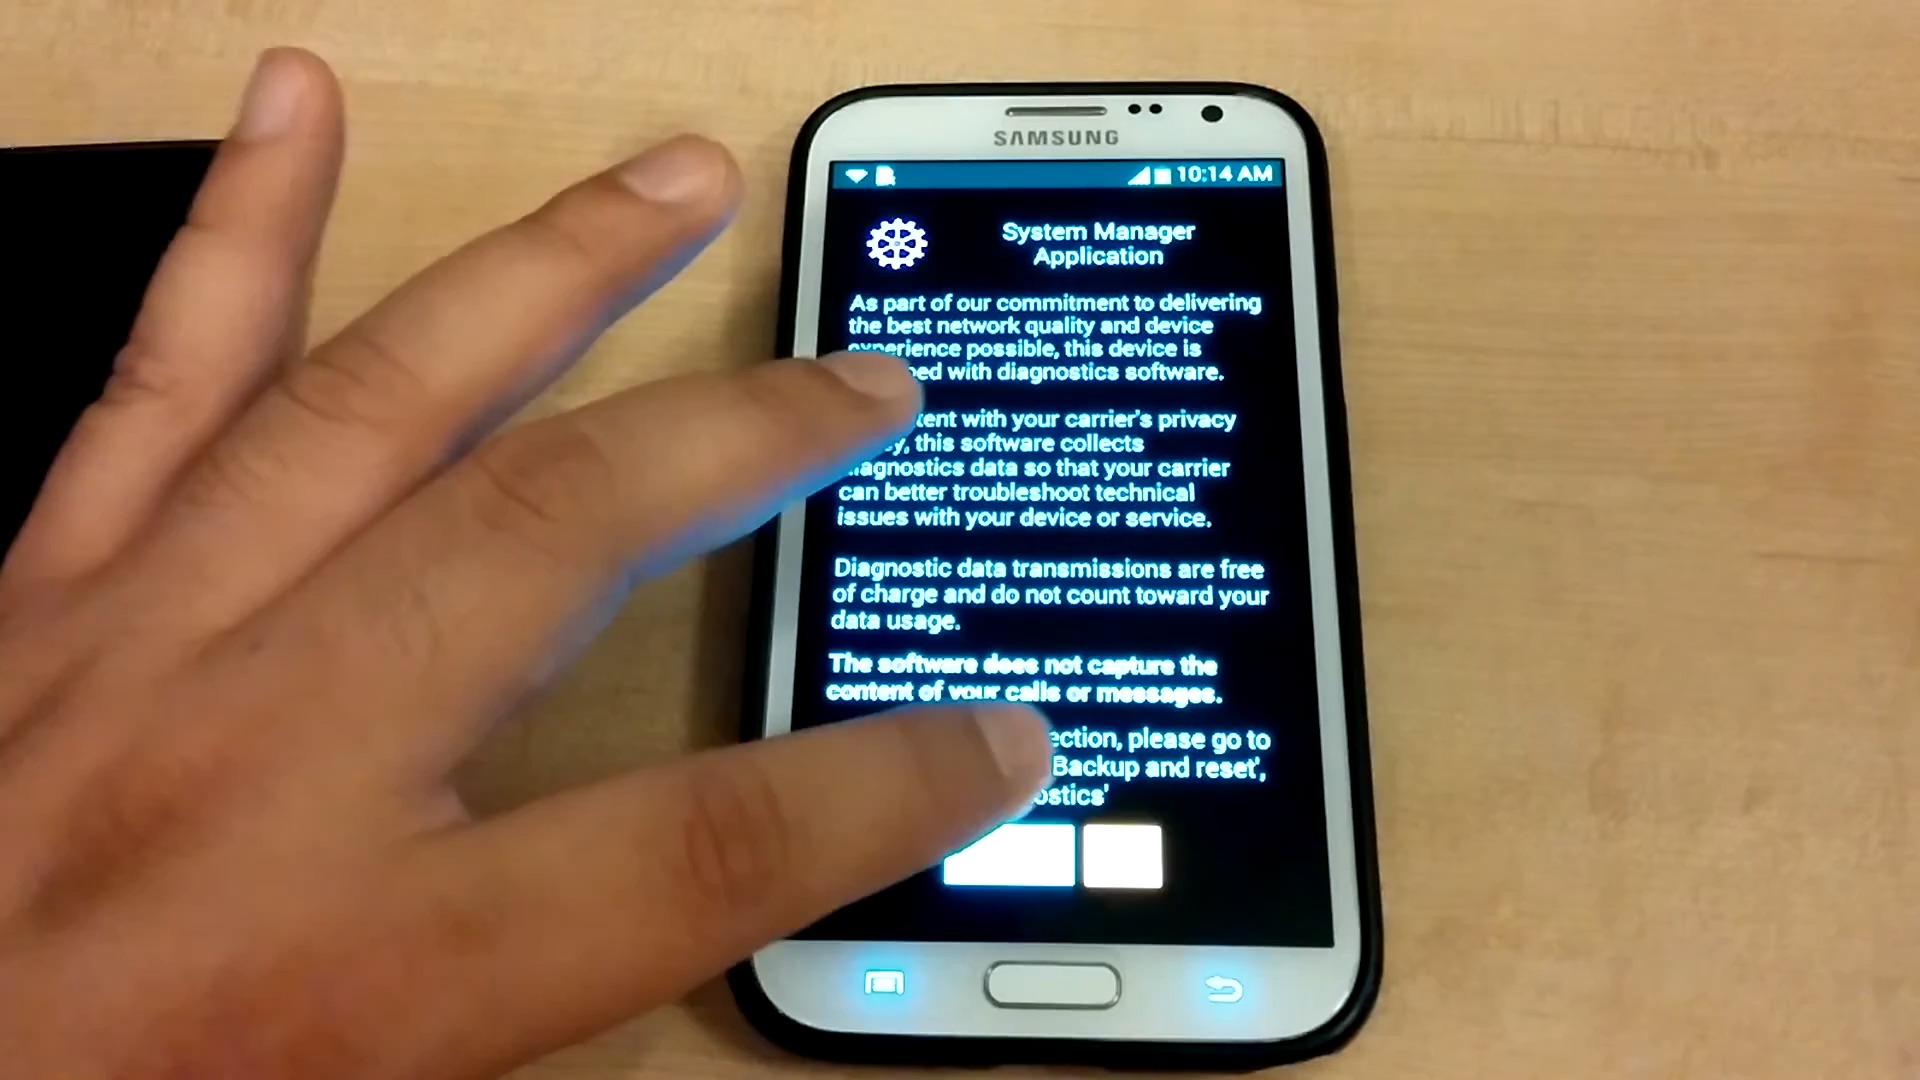 SAMSUNG
10:14 AM
System Manager
Application
As part of our commitment to delivering
the best network quality and device
experience possible, this device is
with diagnostics software.
with your carrier's privacy
this software collects
diagnostics data so that your carrier
can better troubleshoot technical
issues with your device or service.
Diagnostic data transmissions are free
of charge and do not count toward your
data usage.
The software does not capture the
content of your calls or messages.
please go to
Backup and reset',